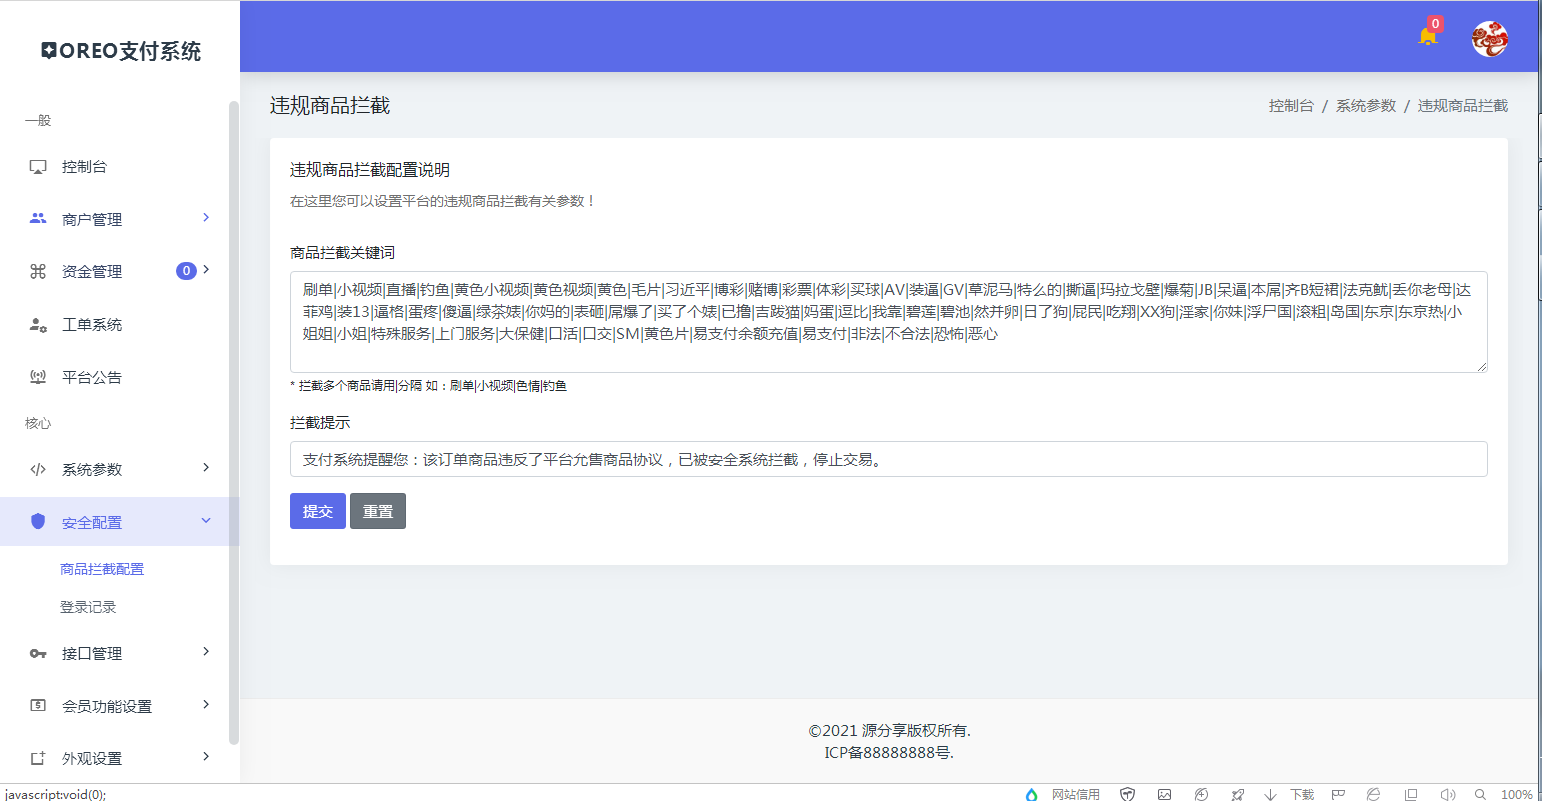 OREO支付系统
0
一般
控制台
商户管理
资金管理
0
工单系统
平台公告
核心
系统参数
安全配置
商品拦截配置
登录记录
接口管理
会员功能设置
外观设置
违规商品拦截
控制台 / 系统参数 / 违规商品拦截
违规商品拦截配置说明
在这里您可以设置平台的违规商品拦截有关参数！
商品拦截关键词
刷单|小视频|直播|钓鱼|黄色小视频|黄色视频|黄色|毛片|习近平|博彩|赌博|彩票|体彩|买球|AV|装逼|GV|草泥马|特么的|撕逼|玛拉戈壁|爆菊|JB|呆逼|本屌|齐B短裙|法克鱿|丢你老母|达
菲鸡|装13|逼格|蛋疼|傻逼|绿茶婊|你妈的|表砸|屌爆了|买了个婊|已撸|吉跋猫|妈蛋|逗比|我靠|碧莲|碧池|然并卵|日了狗|屁民|吃翔|XX狗|淫家|你妹|浮尸国|滚粗|岛国|东京|东京热|小
姐姐|小姐|特殊服务|上门服务|大保健|口活|口交|SM|黄色片|易支付余额充值|易支付|非法|不合法|恐怖|恶心
* 拦截多个商品请用|分隔 如：刷单|小视频|色情|钓鱼
拦截提示
支付系统提醒您：该订单商品违反了平台允售商品协议，已被安全系统拦截，停止交易。
提交 重置
©2021 源分享版权所有.
ICP备88888888号.
javascript:void(0);
网站信用
下载
100%